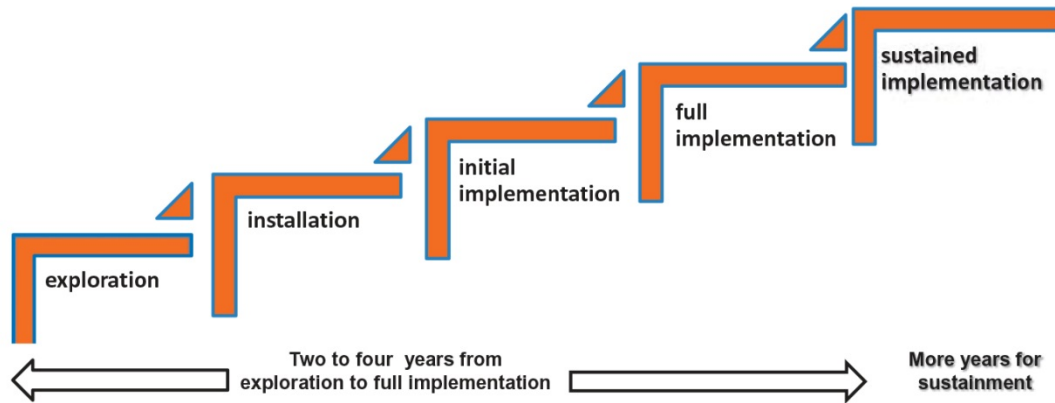 exploration
installation
initial
implementation
full
implementation
sustained
implementation
Two to four years from
exploration to full implementation
More years for
sustainment